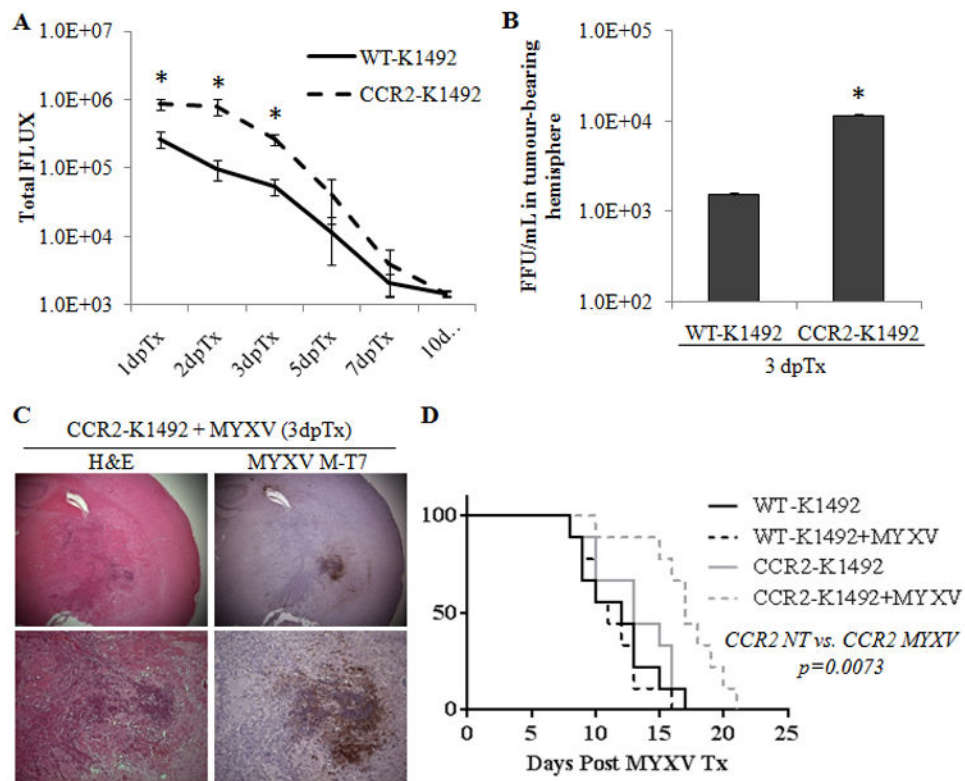 A
Total FLUX
1.0E+07
1.0E+06
1.0E+05
1.0E+04
1.0E+03
* * *
WT-K1492
CCR2-K1492
1dpTx
2dpTx
3dpTx
5dpTx
7dpTx
10d..
B
FFU/mL in tumour-bearing
hemisphere
1.0E+05
1.0E+04
1.0E+03
1.0E+02
*
WT-K1492 CCR2-K1492
3 dpTx
C
CCR2-K1492 + MYXV (3dpTx)
H&E MYXV M-T7
D
100
50
0
0 5 10 15 20 25
Days Post MYXV Tx
WT-K1492
WT-K1492+MYXV
CCR2-K1492
CCR2-K1492+MYXV
CCR2 NT vs. CCR2 MYXV
p=0.0073